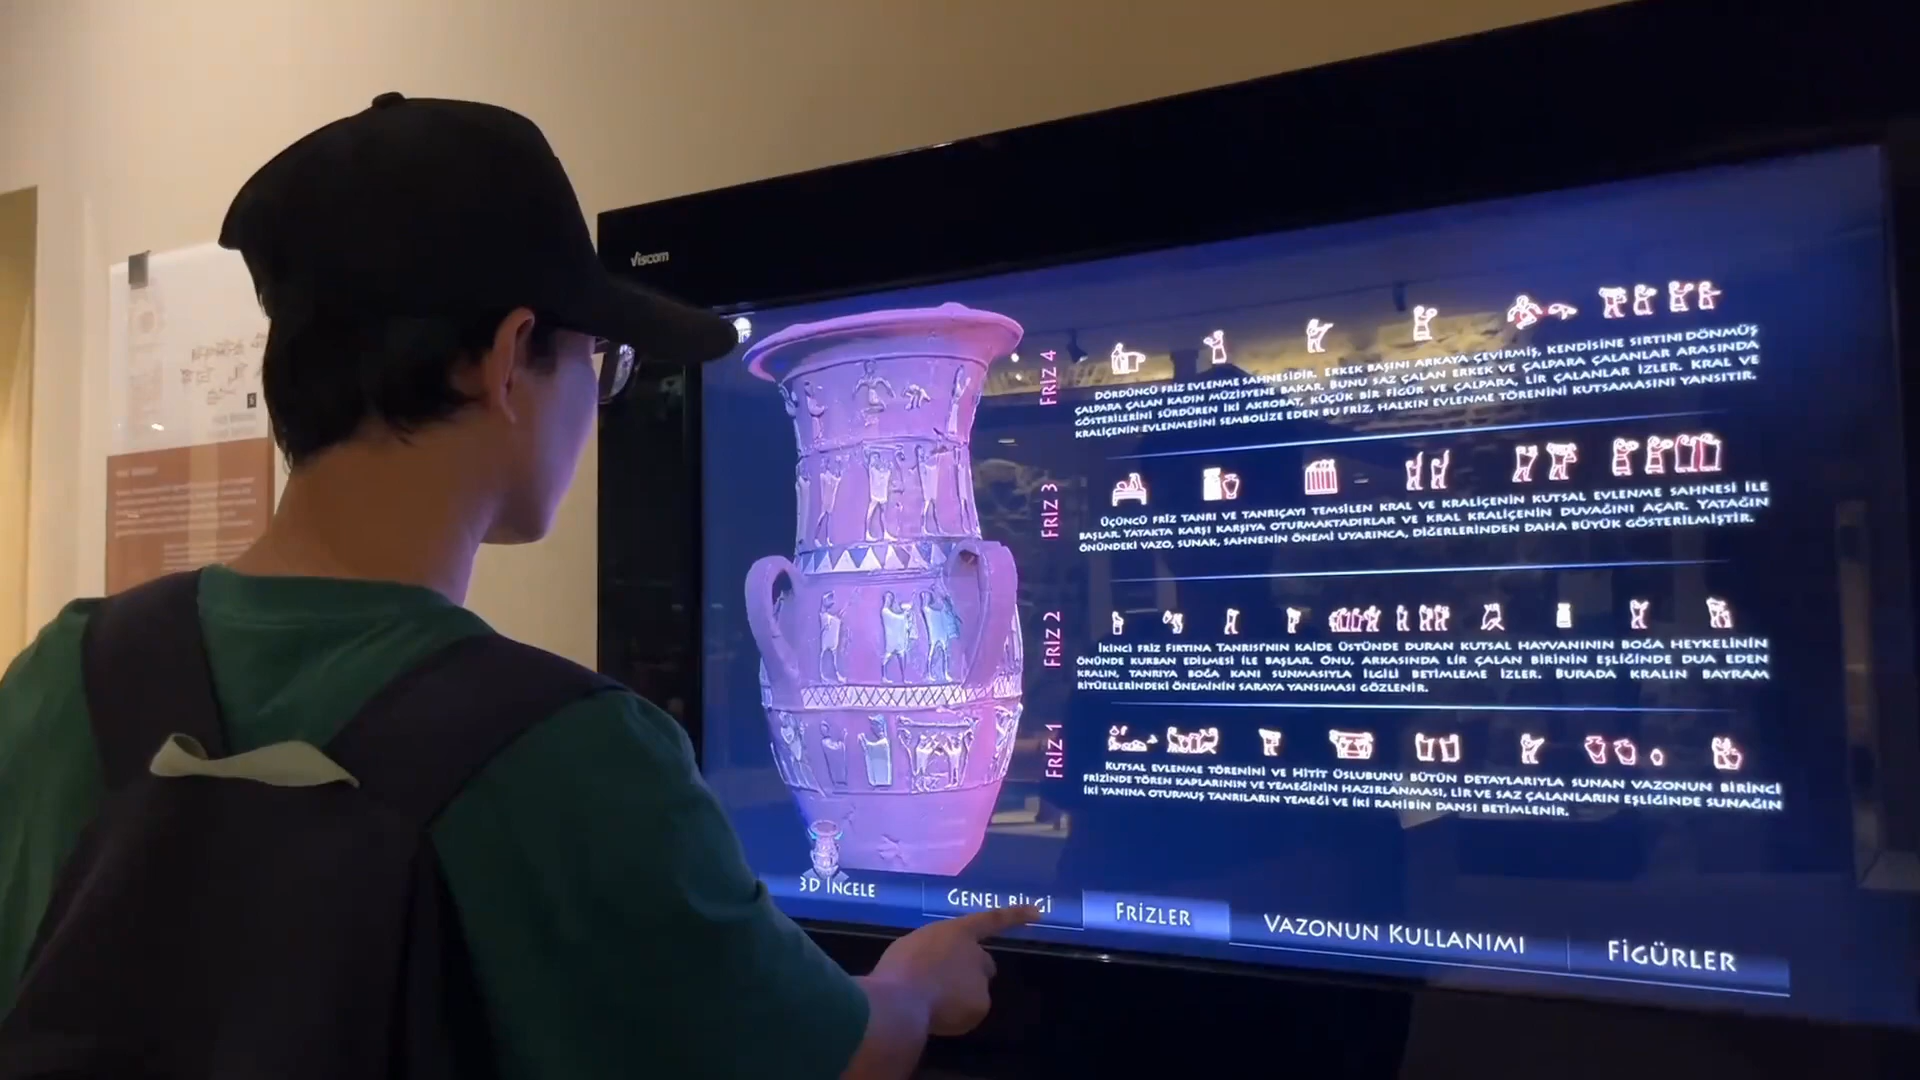 Viscom
FRİZ 4
DÖRDÜNCÜ FRİZ EVLENME SAHNESİDİR. ERKEK BAŞINI ARKAYA ÇEVİRMİŞ, KENDİSİNE SIRTINI DÖNMÜŞ
ÇALPARA ÇALAN KADIN MÜZİSYENE BAKAR. BUNU SAZ ÇALAN ERKEK VE ÇALPARA ÇALANLAR ARASINDA
GÖSTERİLERİNİ SÜRDÜREN İKİ AKROBAT, KÜÇÜK BİR FİGÜR VE ÇALPARA, LİR ÇALANLAR İZLER. KRAL VE
KRALİÇENİN EVLENMESİNİ SEMBOLİZE EDEN BU FRİZ, HALKIN EVLENME TÖRENİNİ KUTSAMASINI YANSITIR.
FRİZ 3
ÜÇÜNCÜ FRİZ TANRI VE TANRIÇAYI TEMSİLEN KRAL VE KRALİÇENİN KUTSAL EVLENME SAHNESİ İLE
BAŞLAR. YATAKTA KARŞI KARŞIYA OTURMAKTADIRLAR VE KRAL KRALİÇENİN DUVAĞINI AÇAR. YATAĞIN
ÖNÜNDEKİ VAZO, SUNAK, SAHNENİN ÖNEMİ UYARINCA, DİĞERLERİNDEN DAHA BÜYÜK GÖSTERİLMİŞTİR.
FRİZ 2
İKİNCİ FRİZ FIRTINA TANRISI'NIN KAİDE ÜSTÜNDE DURAN KUTSAL HAYVANININ BOĞA HEYKELİNİN
ÖNÜNDE KURBAN EDİLMESİ İLE BAŞLAR. ONU, ARKASINDA LİR ÇALAN BİRİNİN EŞLİĞİNDE DUA EDEN
KRALIN, TANRIYA BOĞA KANI SUNMASIYLA İLGİLİ BETİMLEME İZLER. BURADA KRALIN BAYRAM
RİTÜELLERİNDEKİ ÖNEMİNİN SARAYA YANSIMASI GÖZLENİR.
FRİZ 1
KUTSAL EVLENME TÖRENİNİ VE HİTİT ÜSLUBUNU BÜTÜN DETAYLARIYLA SUNAN VAZONUN BİRİNCİ
FRİZİNDE TÖREN KAPLARININ VE YEMEĞİNİN HAZIRLANMASI, LİR VE SAZ ÇALANLARIN EŞLİĞİNDE SUNAĞIN
İKİ YANINA OTURMUŞ TANRILARIN YEMEĞİ VE İKİ RAHİBİN DANSI BETİMLENİR.
3D İNCELE
GENEL BİLGİ
FRİZLER
VAZONUN KULLANIMI
FİGÜRLER